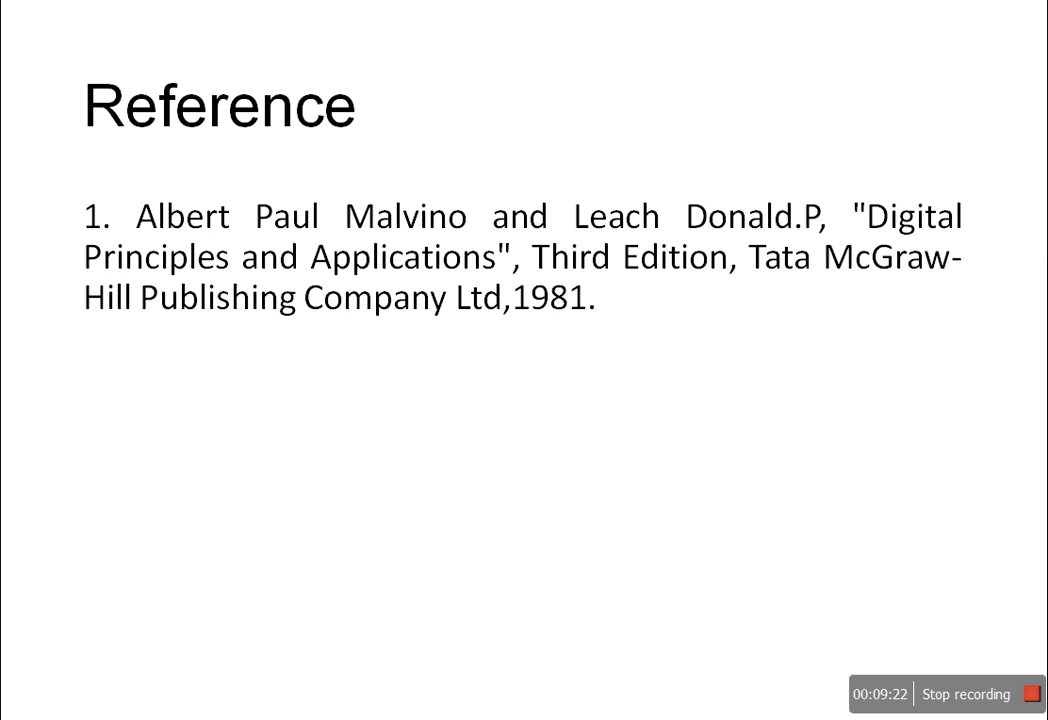 Reference
1. Albert Paul Malvino and Leach Donald.P, "Digital
Principles and Applications", Third Edition, Tata McGraw-
Hill Publishing Company Ltd,1981.
00:09:22 Stop recording